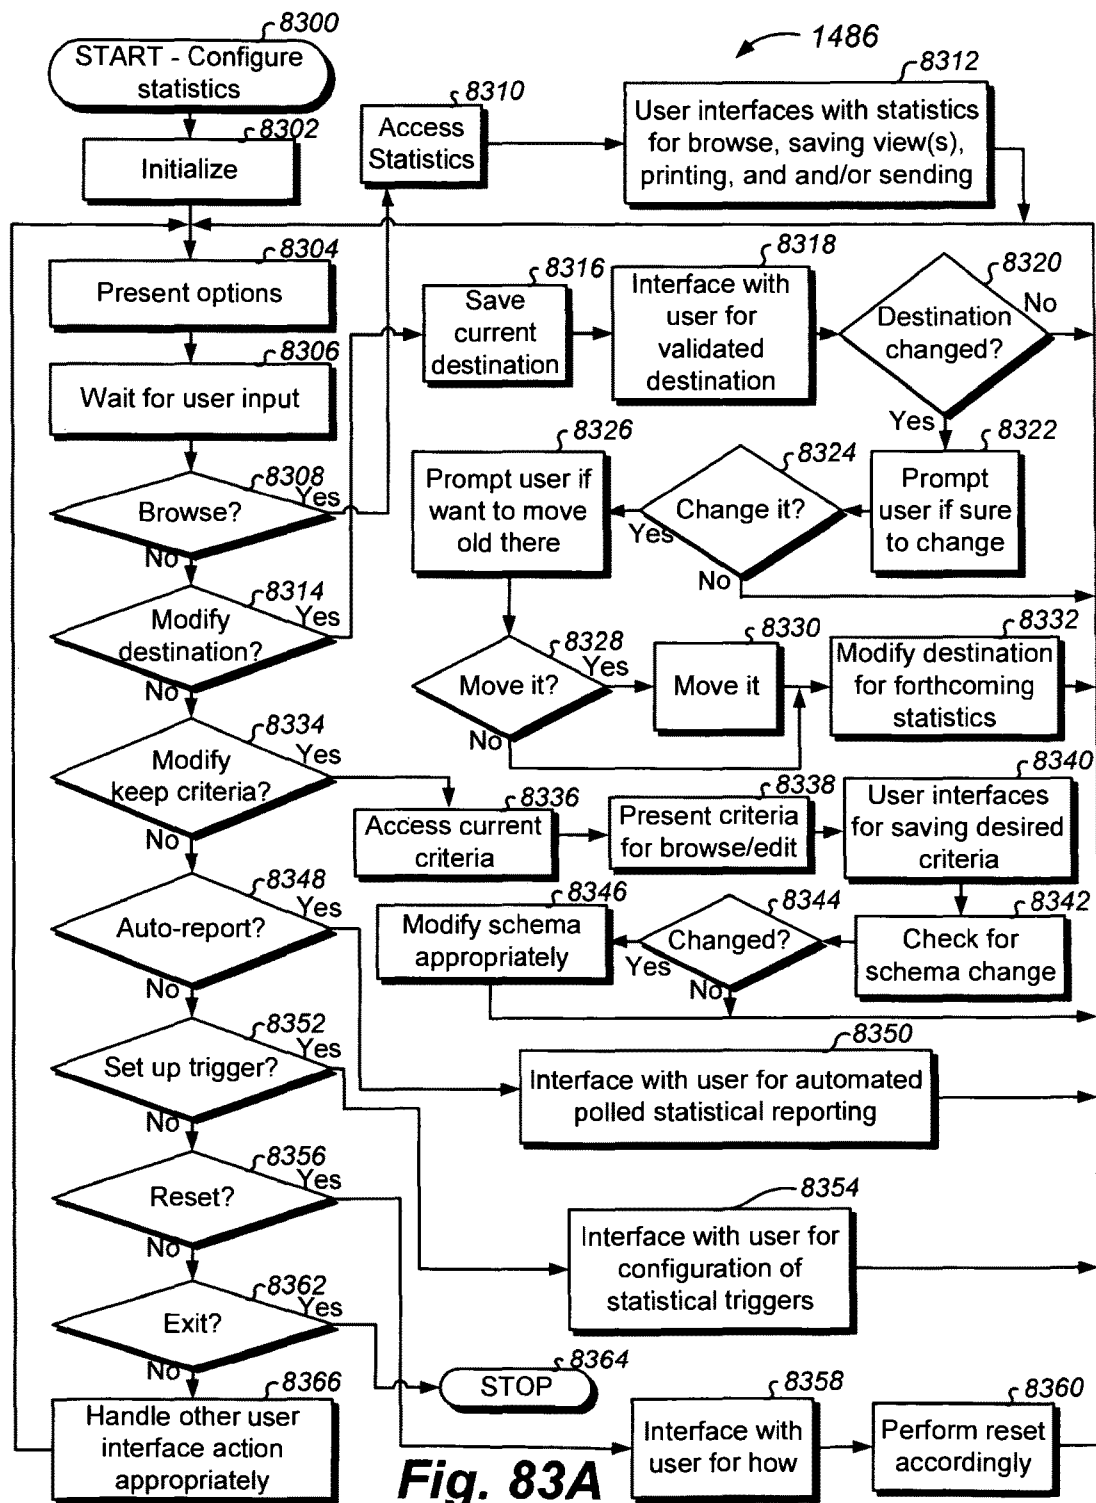 8300
START - Configure
statistics
8302
Initialize
8310
Access
Statistics
1486
8312
User interfaces with statistics
for browse, saving view(s),
printing, and and/or sending
8304
Present options
8306
Wait for user input
8308
Browse?
Yes
No
8314
Modify
destination?
Yes
No
8316
Save
current
destination
8318
Interface with
user for
validated
destination
8320
Destination
changed?
No
Yes
8322
Prompt
user if sure
to change
8324
Change it?
Yes
No
8326
Prompt user if
want to move
old there
8328
Move it?
Yes
No
8330
Move it
8332
Modify destination
for forthcoming
statistics
8334
Modify
keep criteria?
Yes
No
8336
Access current
criteria
8338
Present criteria
for browse/edit
8340
User interfaces
for saving desired
criteria
8342
Check for
schema change
8344
Changed?
Yes
No
8346
Modify schema
appropriately
8348
Auto-report?
Yes
No
8350
Interface with user for automated
polled statistical reporting
8352
Set up trigger?
Yes
No
8354
Interface with user for
configuration of
statistical triggers
8356
Reset?
Yes
No
8358
Interface with
user for how
8360
Perform reset
accordingly
8362
Exit?
Yes
No
8364
STOP
8366
Handle other user
interface action
appropriately
Fig. 83A